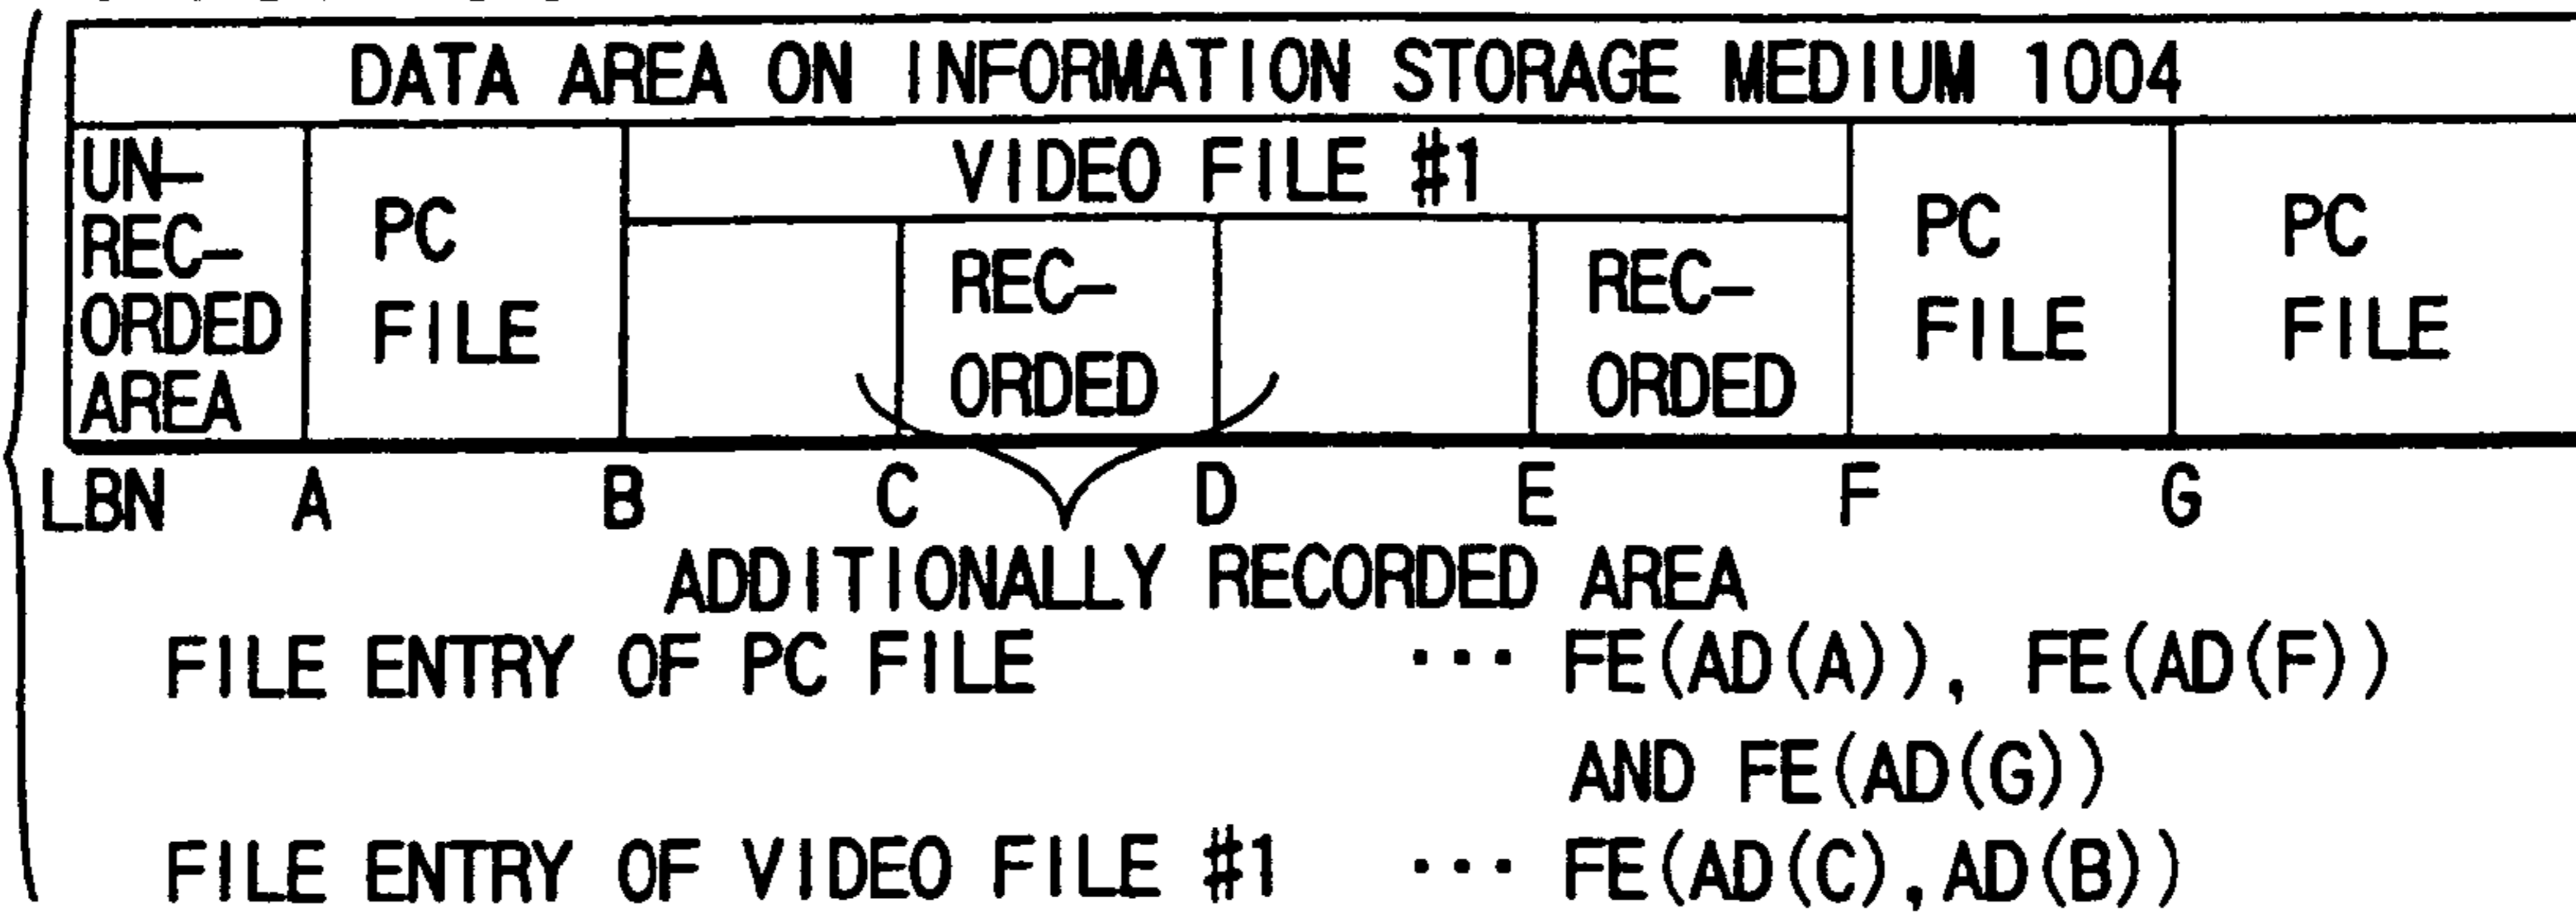 DATA AREA ON INFORMATION STORAGE MEDIUM 1004
UN-
REC-
ORDED
AREA
PC
FILE
VIDEO FILE #1
REC-
ORDED
REC-
ORDED
PC
FILE
PC
FILE
LBN A B C D E F G
ADDITIONALLY RECORDED AREA
FILE ENTRY OF PC FILE ··· FE(AD(A)), FE(AD(F))
AND FE(AD(G))
FILE ENTRY OF VIDEO FILE #1 ··· FE(AD(C),AD(B))